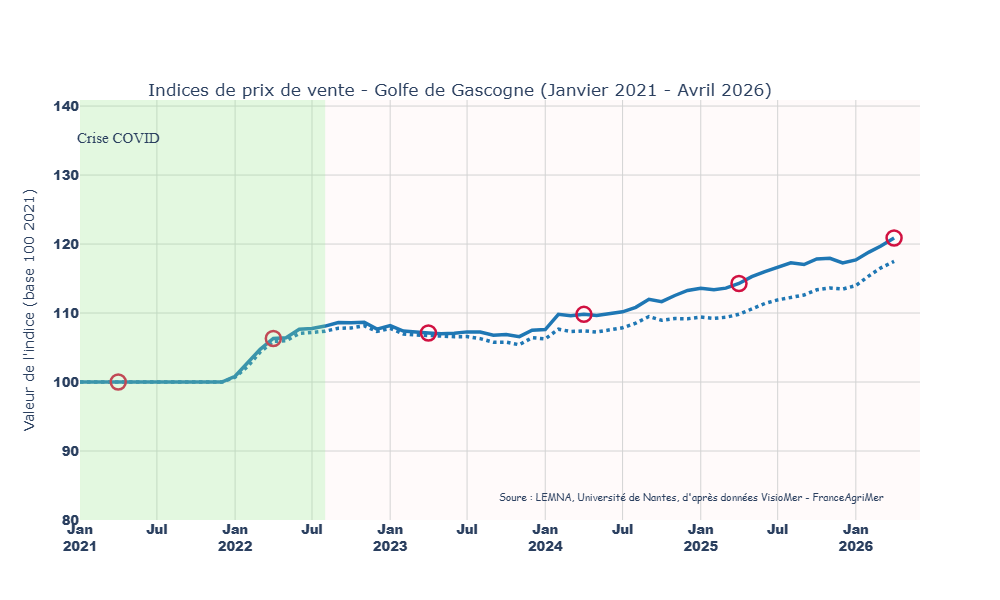 Indices de prix de vente - Golfe de Gascogne (Janvier 2021 - Avril 2026)
Valeur de l'indice (base 100 2021)
140
Crise COVID
130
120
110
100
90
80
Soure : LEMNA, Université de Nantes, d'après données VisioMer - FranceAgriMer
Jan Jul Jan Jul Jan Jul Jan Jul Jan Jul Jan
2021 2022 2023 2024 2025 2026